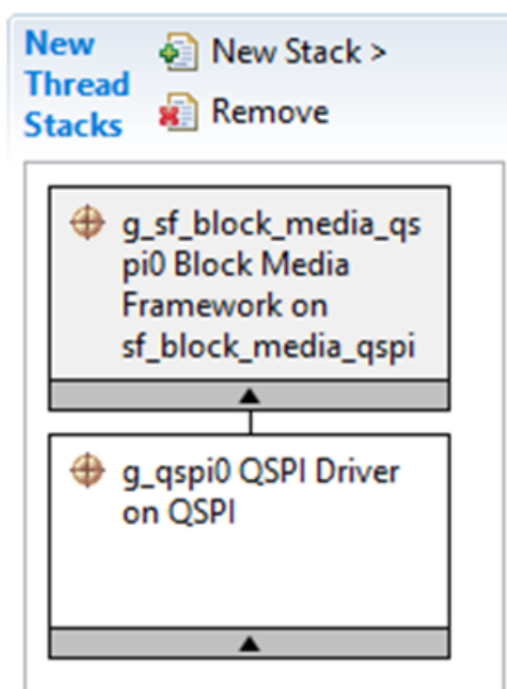 New
Thread
Stacks
New Stack >
Remove
g_sf_block_media_qs
pi0 Block Media
Framework on
sf_block_media_qspi
g_qspi0 QSPI Driver
on QSPI